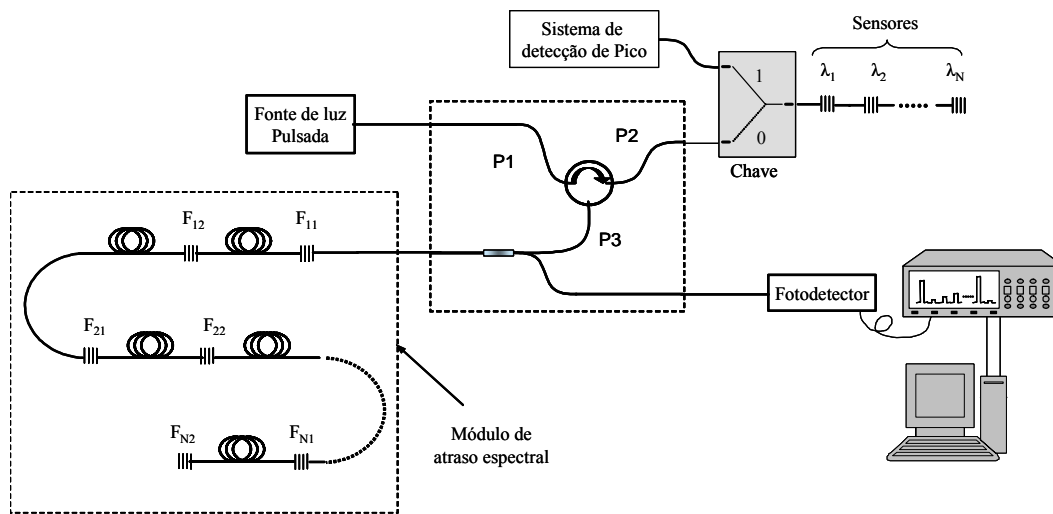 Sistema de
detecção de Pico
Sensores
λ1 λ2 λN
1
0
Chave
Fonte de luz
Pulsada
P1
P2
P3
F12 F11
F21 F22
FN2 FN1
Módulo de
atraso espectral
Fotodetector